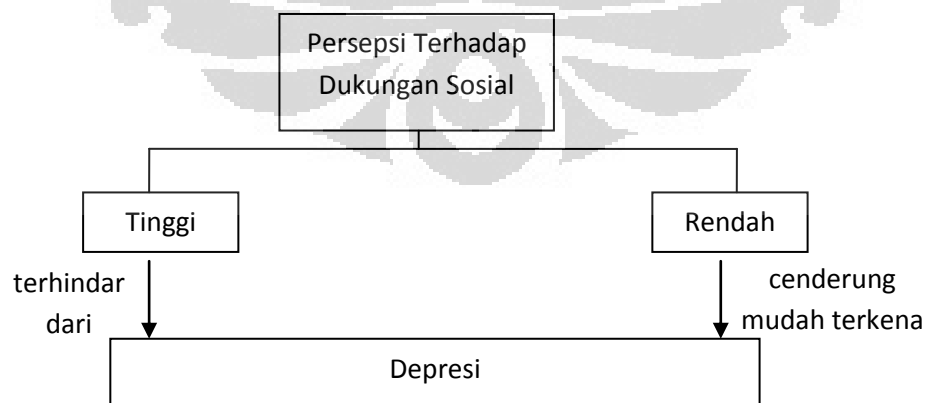 Persepsi Terhadap
Dukungan Sosial
Tinggi
Rendah
terhindar
dari
cenderung
mudah terkena
Depresi